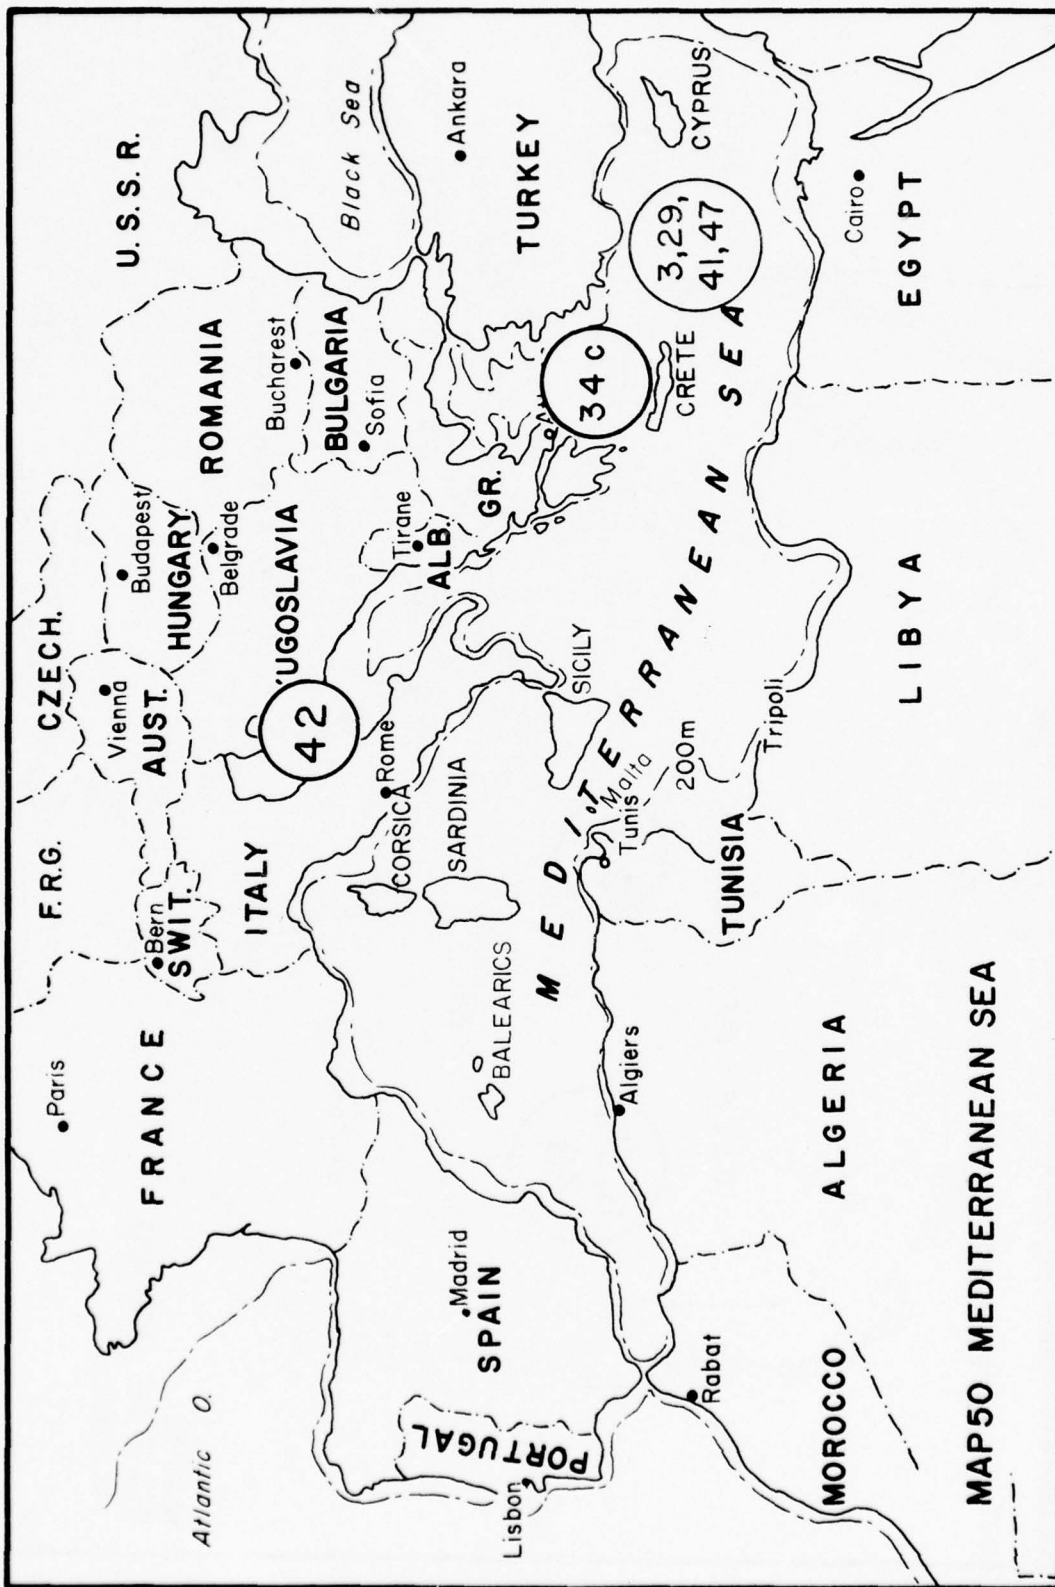 Atlantic O.
Paris
FRANCE
F.R.G.
Bern
SWIT.
CZECH.
Vienna
AUST.
Budapest
HUNGARY
U.S.S.R.
ROMANIA
Bucharest
Belgrade
YUGOSLAVIA
BULGARIA
Sofia
Black Sea
Ankara
TURKEY
ITALY
42
Rome
CORSICA
SARDINIA
Tirane
ALB.
GR.
34 C
CRETE
3,29,
41,47
CYPRUS
Madrid
SPAIN
PORTUGAL
Lisbon
BALEARICS
SICILY
MEDITERRANEAN SEA
Malta
Tunis
200m
TUNISIA
Tripoli
Algiers
ALGERIA
Rabat
MOROCCO
LIBYA
Cairo
EGYPT
MAP50 MEDITERRANEAN SEA